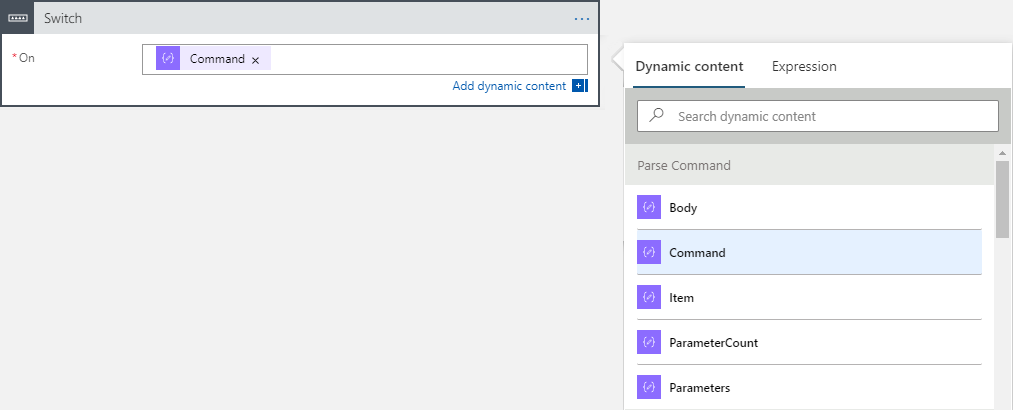 Switch
...
*On
Command ×
Add dynamic content
Dynamic content
Expression
Search dynamic content
Parse Command
Body
Command
Item
ParameterCount
Parameters